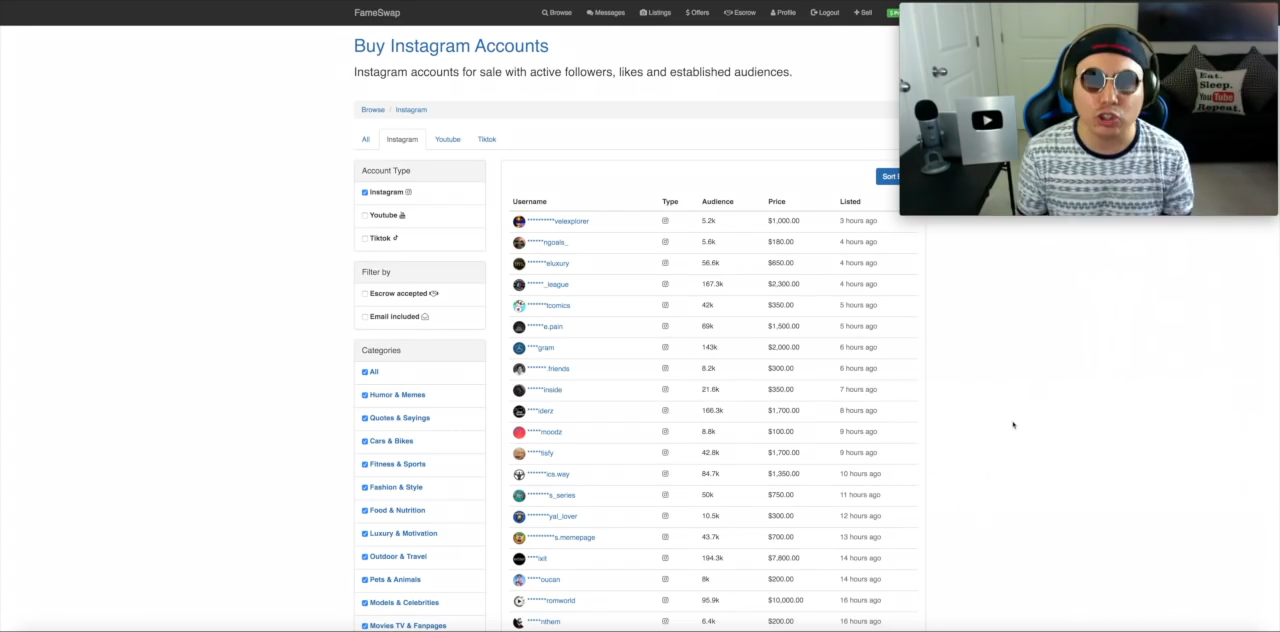 FameSwap
Browse Messages Listings $ Offers Escrow Profile Logout + Sell
Buy Instagram Accounts
Instagram accounts for sale with active followers, likes and established audiences.
Browse / Instagram
All Instagram Youtube Tiktok
Account Type
Instagram
Youtube
Tiktok
Filter by
Escrow accepted
Email included
Categories
All
Humor & Memes
Quotes & Sayings
Cars & Bikes
Fitness & Sports
Fashion & Style
Food & Nutrition
Luxury & Motivation
Outdoor & Travel
Pets & Animals
Models & Celebrities
Movies TV & Fanpages
Sort
Username Type Audience Price Listed
**********velexplorer 5.2k $1,000.00 3 hours ago
******ngoals_ 5.6k $180.00 4 hours ago
*******eluxury 56.6k $650.00 4 hours ago
******_league 167.3k $2,300.00 4 hours ago
*******tcomics 42k $350.00 5 hours ago
******e.pain 69k $1,500.00 5 hours ago
****gram 143k $2,000.00 6 hours ago
*******.friends 8.2k $300.00 6 hours ago
******inside 21.6k $350.00 7 hours ago
****iderz 166.3k $1,700.00 8 hours ago
*****moodz 8.8k $100.00 9 hours ago
*****tisfy 42.8k $1,700.00 9 hours ago
*******ics.way 84.7k $1,350.00 10 hours ago
********s_series 50k $750.00 11 hours ago
********yal_lover 10.5k $300.00 12 hours ago
**********s.memepage 43.7k $700.00 13 hours ago
****ixit 194.3k $7,800.00 14 hours ago
*****oucan 8k $200.00 14 hours ago
*******romworld 95.9k $10,000.00 16 hours ago
*****nthem 6.4k $200.00 16 hours ago
Eat.
Sleep.
YouTube
Repeat.